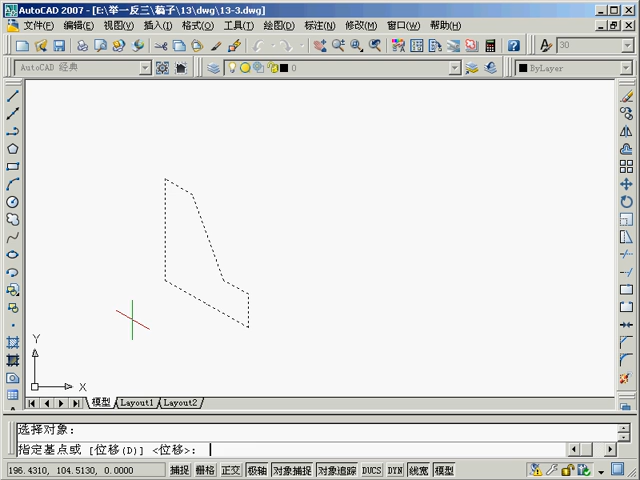 AutoCAD 2007 - [E:\举一反三\稿子\13\dwg\13-3.dwg]
文件(F) 编辑(E) 视图(V) 插入(I) 格式(O) 工具(T) 绘图(D) 标注(N) 修改(M) 窗口(W) 帮助(H)
30
AutoCAD 经典 0 ByLayer
Y
X
模型 Layout1 Layout2
选择对象:
指定基点或 [位移(D)] <位移>:
196.4310, 104.5130, 0.0000 捕捉 栅格 正交 极轴 对象捕捉 对象追踪 DUCS DYN 线宽 模型